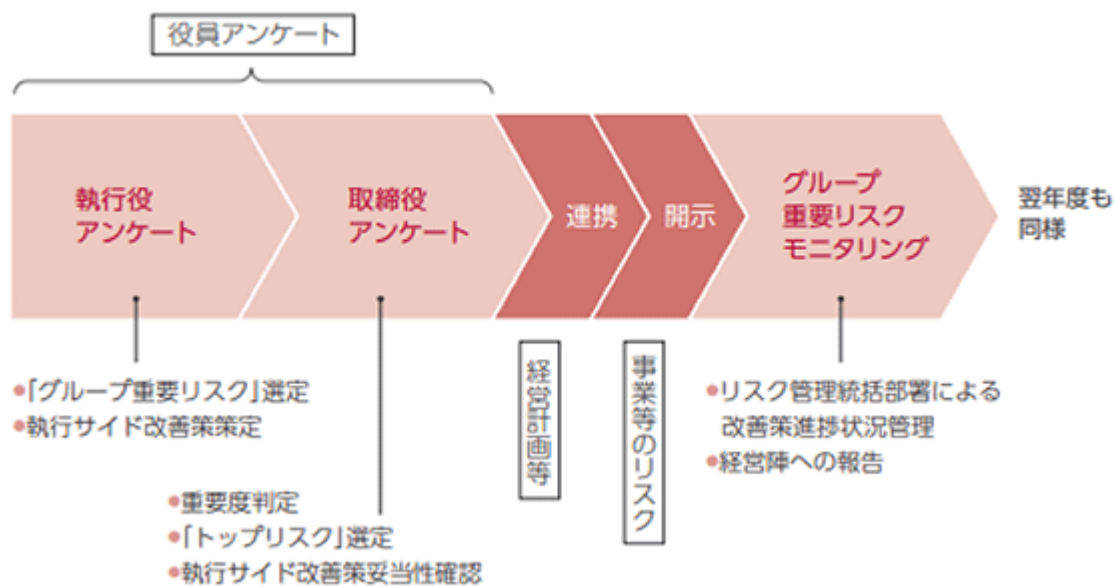 役員アンケート
執行役
アンケート
取締役
アンケート
連携
開示
グループ
重要リスク
モニタリング
翌年度も
同様
●「グループ重要リスク」選定
●執行サイド改善策策定
●重要度判定
●「トップリスク」選定
●執行サイド改善策妥当性確認
経営計画等
事業等のリスク
●リスク管理統括部署による
改善策進捗状況管理
●経営陣への報告